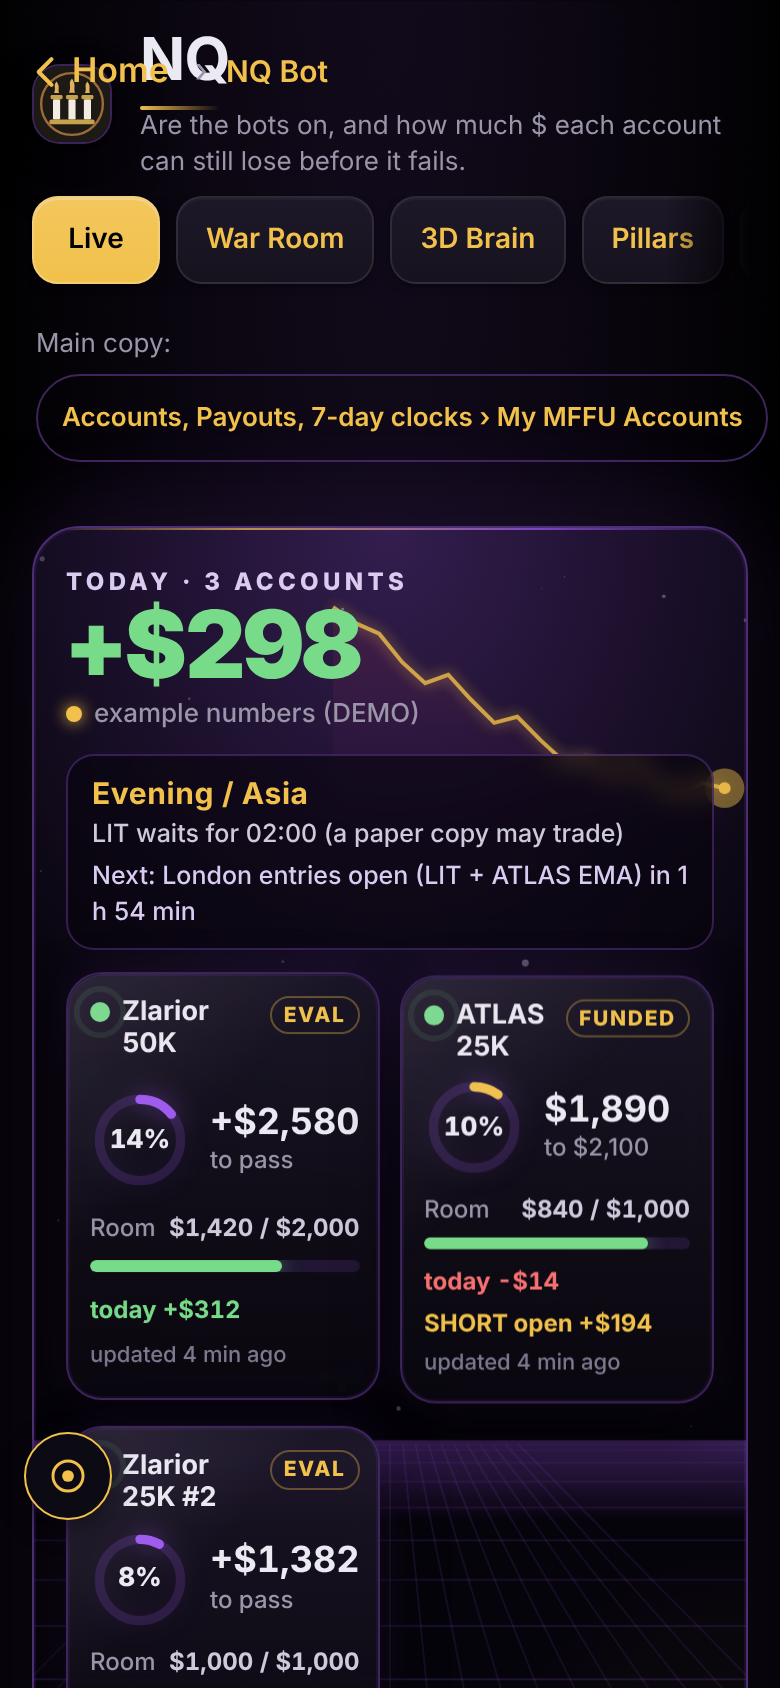 NQ
Home › NQ Bot
Are the bots on, and how much $ each account
can still lose before it fails.
Live
War Room
3D Brain
Pillars
Main copy:
Accounts, Payouts, 7-day clocks › My MFFU Accounts
TODAY · 3 ACCOUNTS
+$298
example numbers (DEMO)
Evening / Asia
LIT waits for 02:00 (a paper copy may trade)
Next: London entries open (LIT + ATLAS EMA) in 1
h 54 min
Zlarior
50K
EVAL
14%
+$2,580
to pass
Room $1,420 / $2,000
today +$312
updated 4 min ago
ATLAS
25K
FUNDED
10%
$1,890
to $2,100
Room $840 / $1,000
today -$14
SHORT open +$194
updated 4 min ago
Zlarior
25K #2
EVAL
8%
+$1,382
to pass
Room $1,000 / $1,000